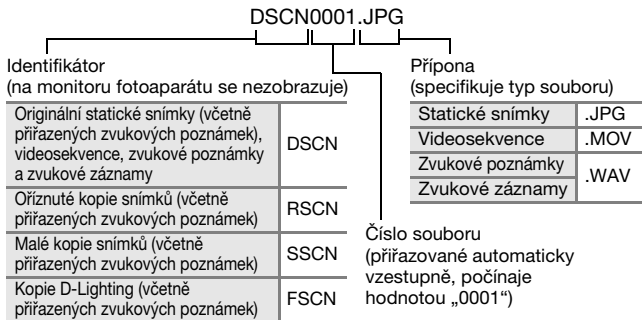 DSCN0001.JPG
Identifikátor
(na monitoru fotoaparátu se nezobrazuje)
Originální statické snímky (včetně
přiřazených zvukových poznámek),
videosekvence, zvukové poznámky
a zvukové záznamy
DSCN
Oříznuté kopie snímků (včetně
přiřazených zvukových poznámek)
RSCN
Malé kopie snímků (včetně
přiřazených zvukových poznámek)
SSCN
Kopie D-Lighting (včetně
přiřazených zvukových poznámek)
FSCN
Číslo souboru
(přiřazované automaticky
vzestupně, počínaje
hodnotou „0001“)
Přípona
(specifikuje typ souboru)
Statické snímky .JPG
Videosekvence .MOV
Zvukové poznámky
Zvukové záznamy
.WAV